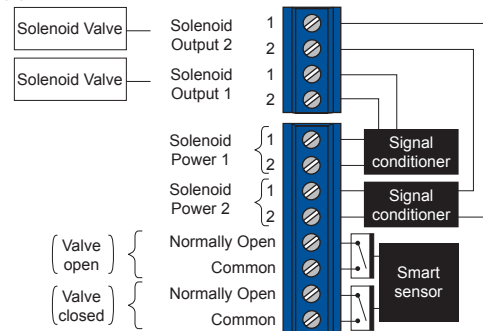 Solenoid Valve
Solenoid
Output 2
1
2
Solenoid Valve
Solenoid
Output 1
1
2
Solenoid
Power 1
1
2
Signal
conditioner
Solenoid
Power 2
1
2
Signal
conditioner
Valve
open
Normally Open
Common
Smart
sensor
Valve
closed
Normally Open
Common